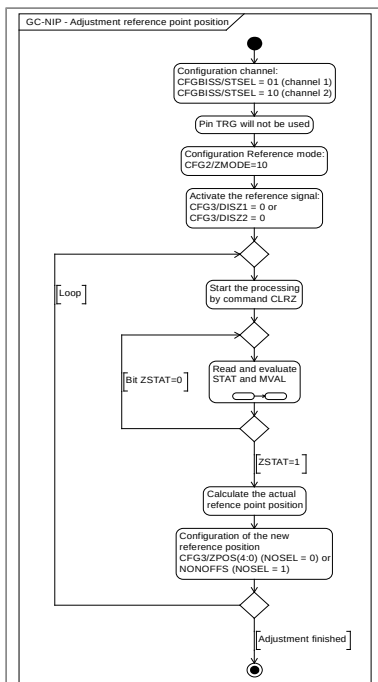 GC-NIP - Adjustment reference point position
Configuration channel:
CFGBISS/STSEL = 01 (channel 1)
CFGBISS/STSEL = 10 (channel 2)
Pin TRG will not be used
Configuration Reference mode:
CFG2/ZMODE=10
Activate the reference signal:
CFG3/DISZ1 = 0 or
CFG3/DISZ2 = 0
Loop
Start the processing
by command CLRZ
Bit ZSTAT=0
Read and evaluate
STAT and MVAL
ZSTAT=1
Calculate the actual
refence point position
Configuration of the new
reference position
CFG3/ZPOS(4:0) (NOSEL = 0) or
NONOFFS (NOSEL = 1)
Adjustment finished